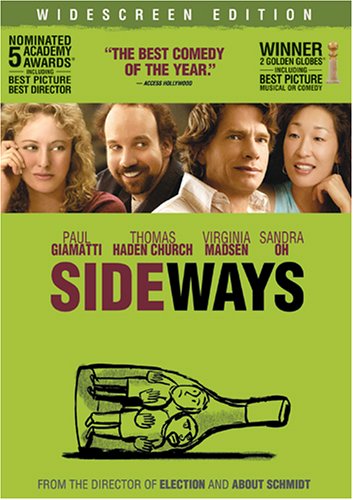 WIDESCREEN EDITION
NOMINATED
5 ACADEMY
AWARDS®
INCLUDING
BEST PICTURE
BEST DIRECTOR
"THE BEST COMEDY
OF THE YEAR."
—ACCESS HOLLYWOOD
WINNER
2 GOLDEN GLOBES®
INCLUDING
BEST PICTURE
MUSICAL OR COMEDY
PAUL
GIAMATTI
THOMAS
HADEN CHURCH
VIRGINIA
MADSEN
SANDRA
OH
SIDEWAYS
FROM THE DIRECTOR OF ELECTION AND ABOUT SCHMIDT